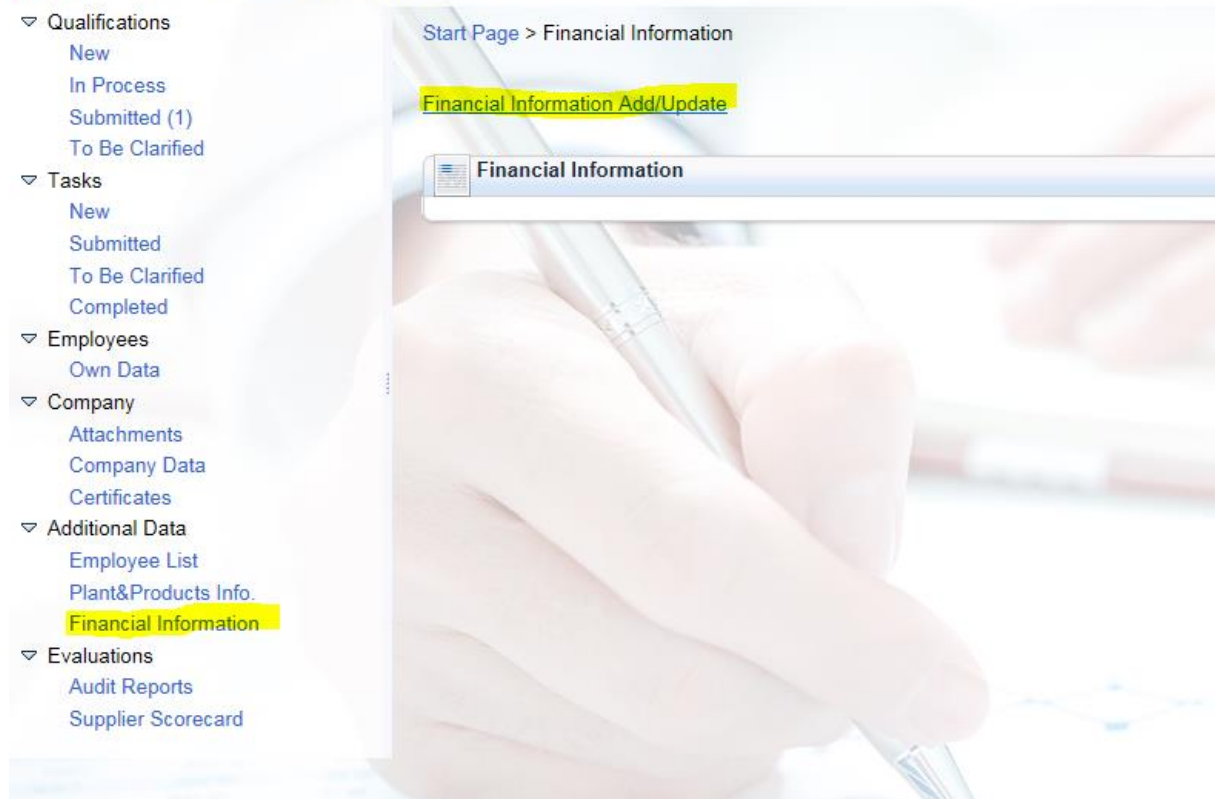 Qualifications
New
In Process
Submitted (1)
To Be Clarified
Tasks
New
Submitted
To Be Clarified
Completed
Employees
Own Data
Company
Attachments
Company Data
Certificates
Additional Data
Employee List
Plant&Products Info.
Financial Information
Evaluations
Audit Reports
Supplier Scorecard
Start Page > Financial Information
Financial Information Add/Update
Financial Information